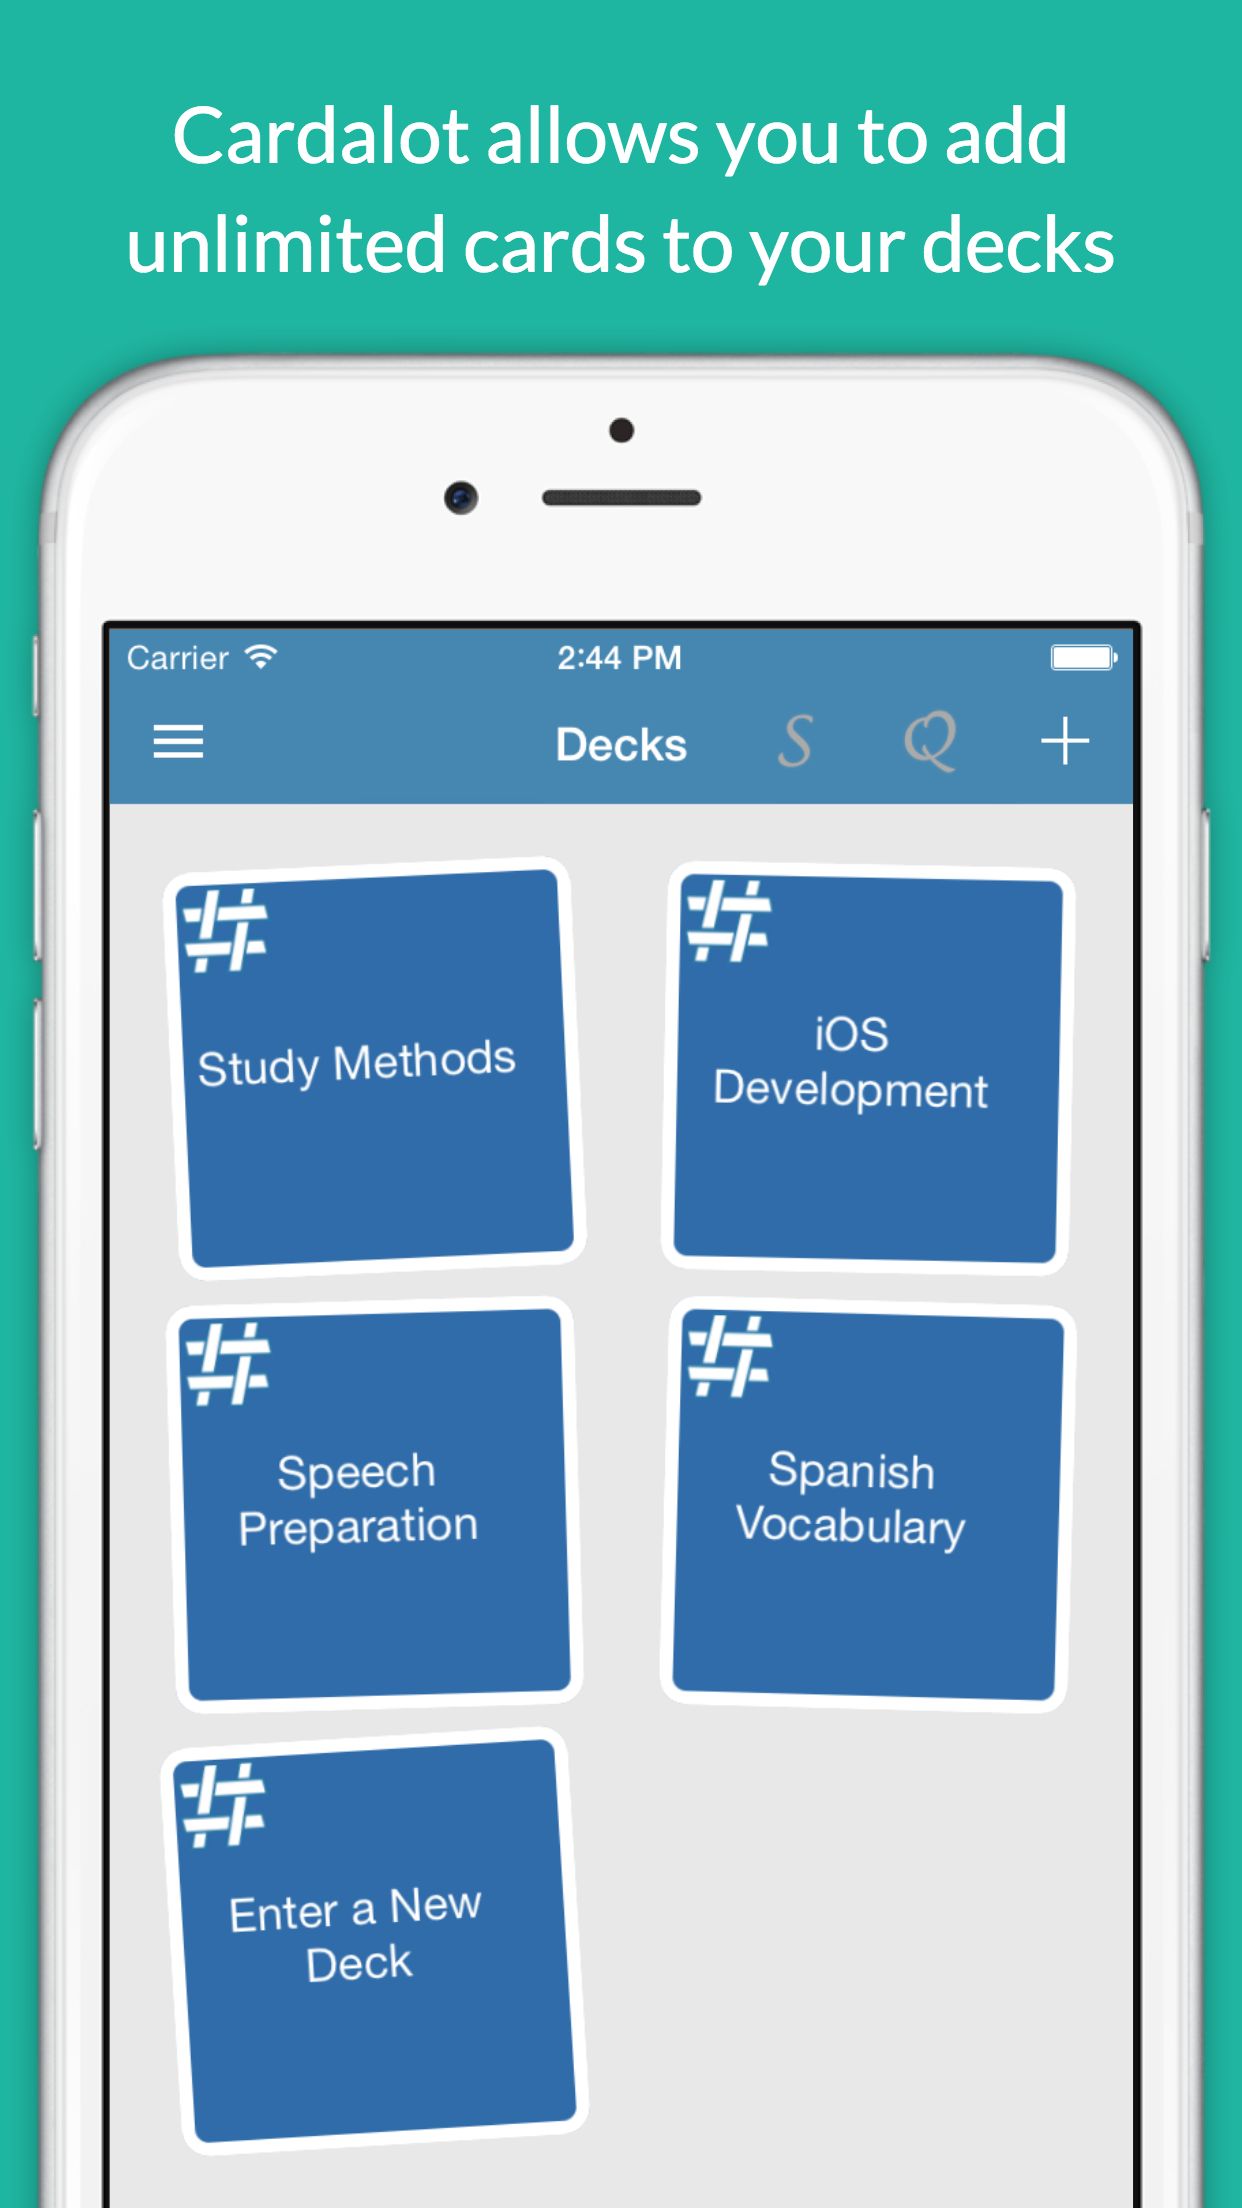 Cardalot allows you to add
unlimited cards to your decks
Carrier 2:44 PM
Decks S Q +
#
Study Methods
#
iOS
Development
#
Speech
Preparation
#
Spanish
Vocabulary
#
Enter a New
Deck